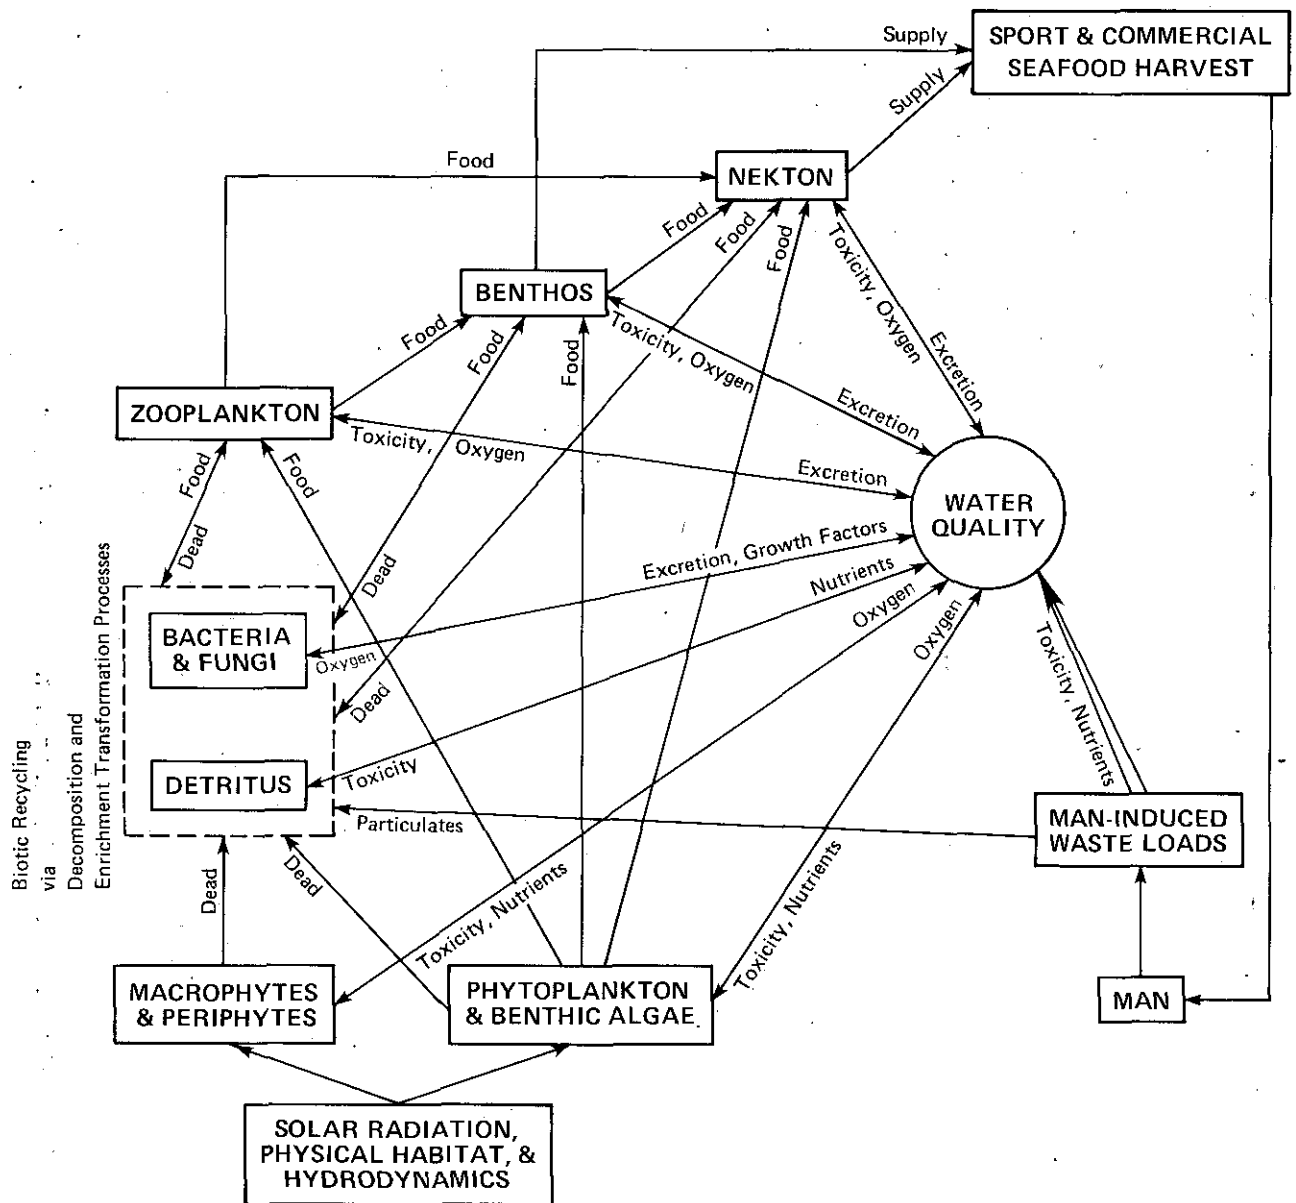 Supply
SPORT & COMMERCIAL
SEAFOOD HARVEST
Supply
Food
NEKTON
Food
Food
Food
Toxicity, Oxygen
Excretion
BENTHOS
Food
Food
Food
Toxicity, Oxygen
Excretion
ZOOPLANKTON
Toxicity, Oxygen
Excretion
Food
Dead
Food
WATER
QUALITY
Excretion, Growth Factors
Nutrients
Oxygen
Oxygen
Dead
BACTERIA
& FUNGI
Oxygen
Dead
Toxicity, Nutrients
Biotic Recycling
via
Decomposition and
Enrichment Transformation Processes
DETRITUS
Toxicity
Particulates
MAN-INDUCED
WASTE LOADS
Dead
Dead
Toxicity, Nutrients
Toxicity, Nutrients
MACROPHYTES
& PERIPHYTES
PHYTOPLANKTON
& BENTHIC ALGAE
MAN
SOLAR RADIATION,
PHYSICAL HABITAT, &
HYDRODYNAMICS